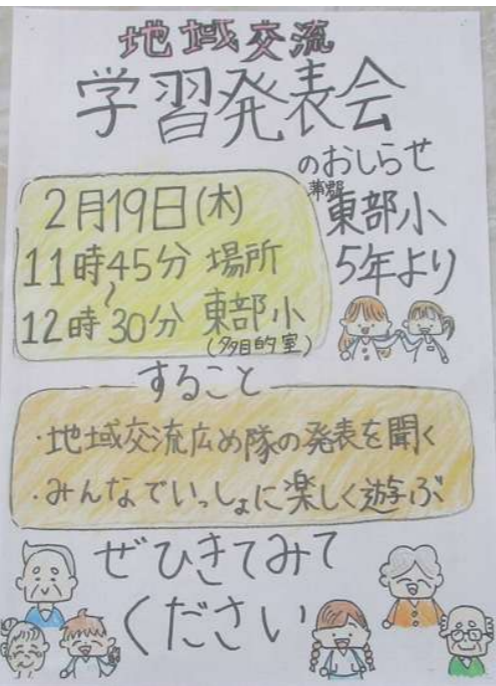 地域交流
学習発表会
のおしらせ
蒲郡
東部小
5年より
2月19日(木)
11時45分
〜
12時30分
場所
東部小
(多目的室)
すること
・地域交流広め隊の発表を聞く
・みんなでいっしょに楽しく遊ぶ
ぜひきてみて
ください